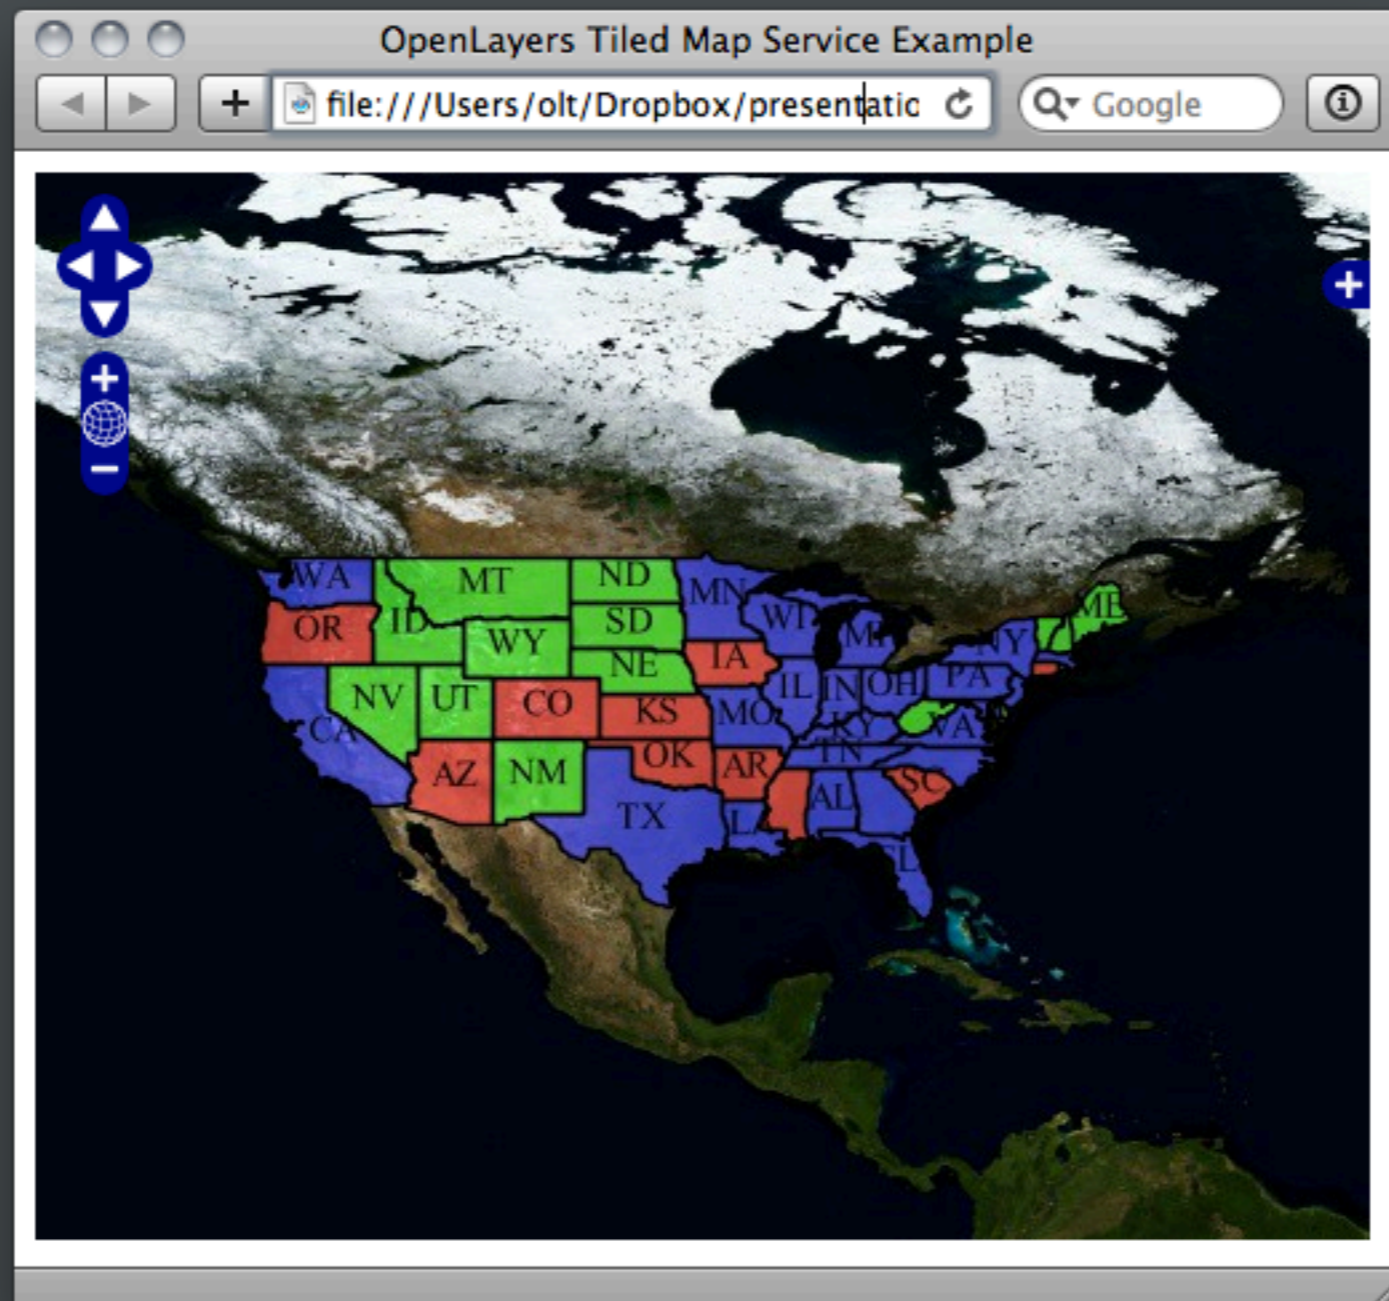 OpenLayers Tiled Map Service Example
file:///Users/olt/Dropbox/presentatio
Google
WA
MT
ND
MN
OR
ID
WY
SD
WI
MI
NY
ME
NE
IA
NV
UT
CO
KS
MO
IL
IN
OH
PA
CA
KY
VA
AZ
NM
OK
AR
TN
TX
LA
AL
SC
FL